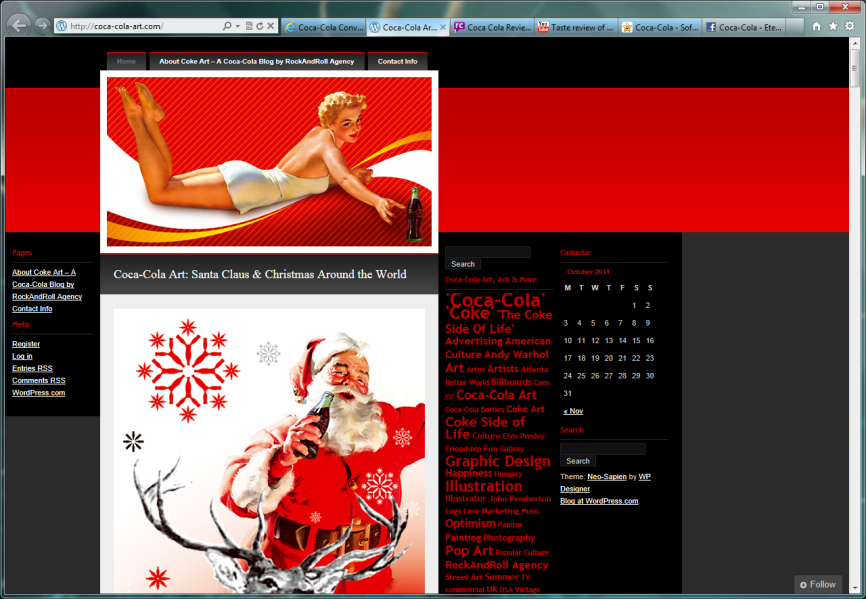 http://coca-cola-art.com/
Coca-Cola Conv...
Coca-Cola Ar...
Coca Cola Revie...
Taste review of ...
Coca-Cola - Sof...
Coca-Cola - Ete...
Home
About Coke Art – A Coca-Cola Blog by RockAndRoll Agency
Contact Info
Pages
About Coke Art – A
Coca-Cola Blog by
RockAndRoll Agency
Contact Info
Meta
Register
Log in
Entries RSS
Comments RSS
WordPress.com
Coca-Cola Art: Santa Claus & Christmas Around the World
Search
Coca-Cola Art, Ads & More
'Coca-Cola'
'Coke' 'The Coke
Side Of Life'
Advertising American
Culture Andy Warhol
Art Artist Artists Atlanta
Better World Billboards Caos
CC Coca-Cola Art
Coca-Cola Bottles Coke Art
Coke Side of
Life Culture Elvis Presley
Friendship Fun Gallery
Graphic Design
Happiness Hungary
Illustration
Illustrator John Pemberton
Logo Love Marketing Music
Optimism Painter
Painting Photography
Pop Art Popular Culture
RockAndRoll Agency
Street Art Summer TV
commercial UK USA Vintage
Calendar
October 2011
M T W T F S S
1 2
3 4 5 6 7 8 9
10 11 12 13 14 15 16
17 18 19 20 21 22 23
24 25 26 27 28 29 30
31
« Nov
Search
Search
Theme: Neo-Sapien by WP
Designer.
Blog at WordPress.com.
Follow